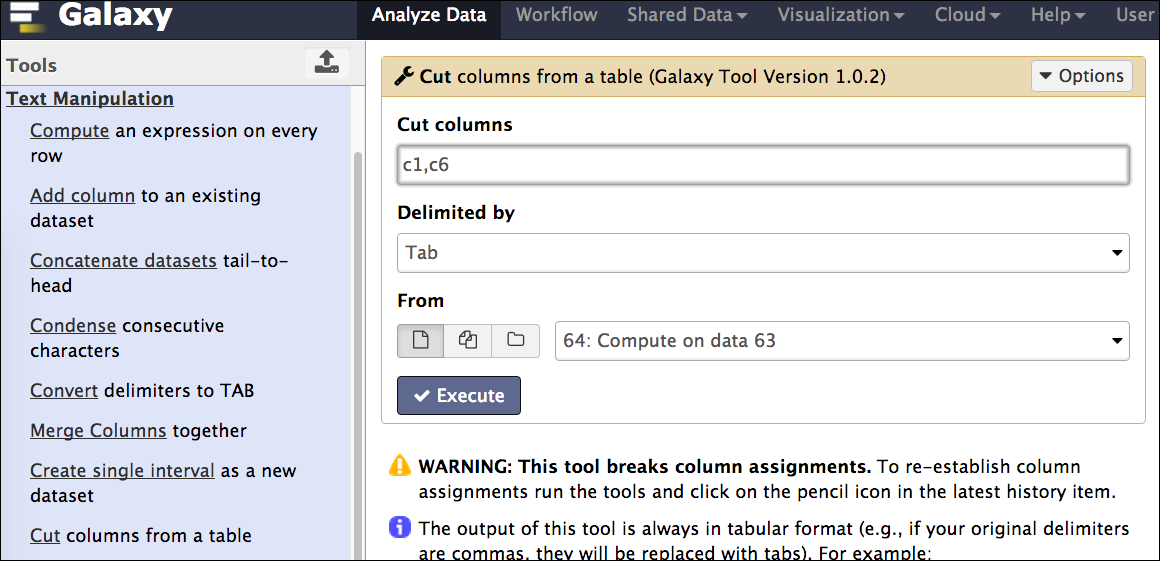 Galaxy
Analyze Data
Workflow
Shared Data
Visualization
Cloud
Help
User
Tools
Text Manipulation
Compute an expression on every
row
Add column to an existing
dataset
Concatenate datasets tail-to-
head
Condense consecutive
characters
Convert delimiters to TAB
Merge Columns together
Create single interval as a new
dataset
Cut columns from a table
Cut columns from a table (Galaxy Tool Version 1.0.2)
Options
Cut columns
c1,c6
Delimited by
Tab
From
64: Compute on data 63
Execute
WARNING: This tool breaks column assignments. To re-establish column
assignments run the tools and click on the pencil icon in the latest history item.
The output of this tool is always in tabular format (e.g., if your original delimiters
are commas, they will be replaced with tabs). For example: